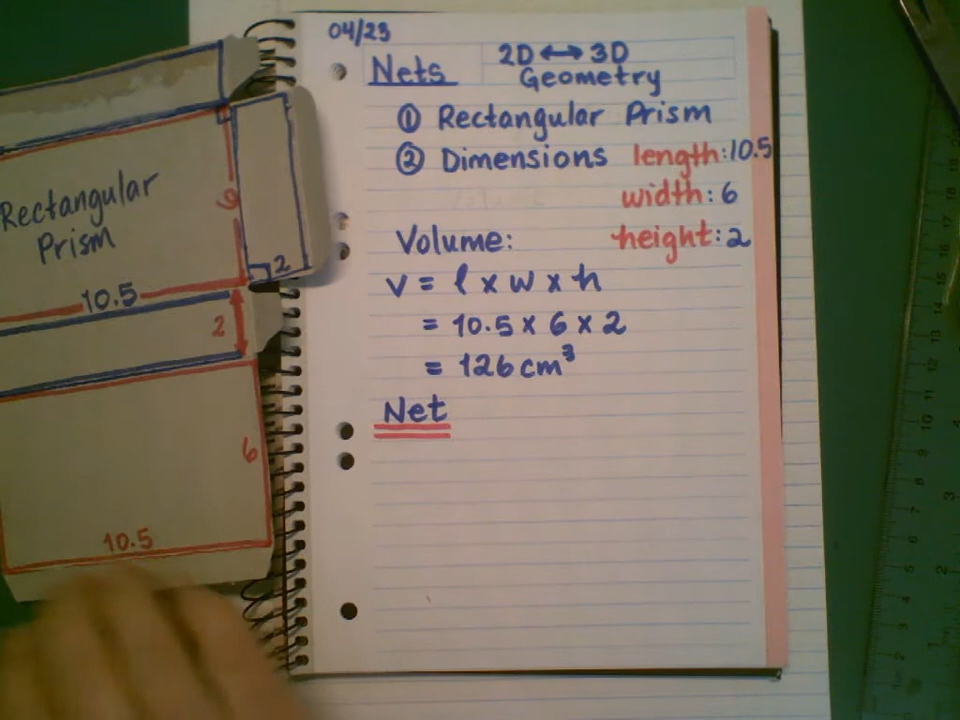 04/23
Nets
2D ↔ 3D
Geometry
① Rectangular Prism
② Dimensions length:10.5
width: 6
height: 2
Volume:
V = l x w x h
= 10.5 x 6 x 2
= 126 cm³
Net
Rectangular
Prism
6
2
10.5
2
6
10.5